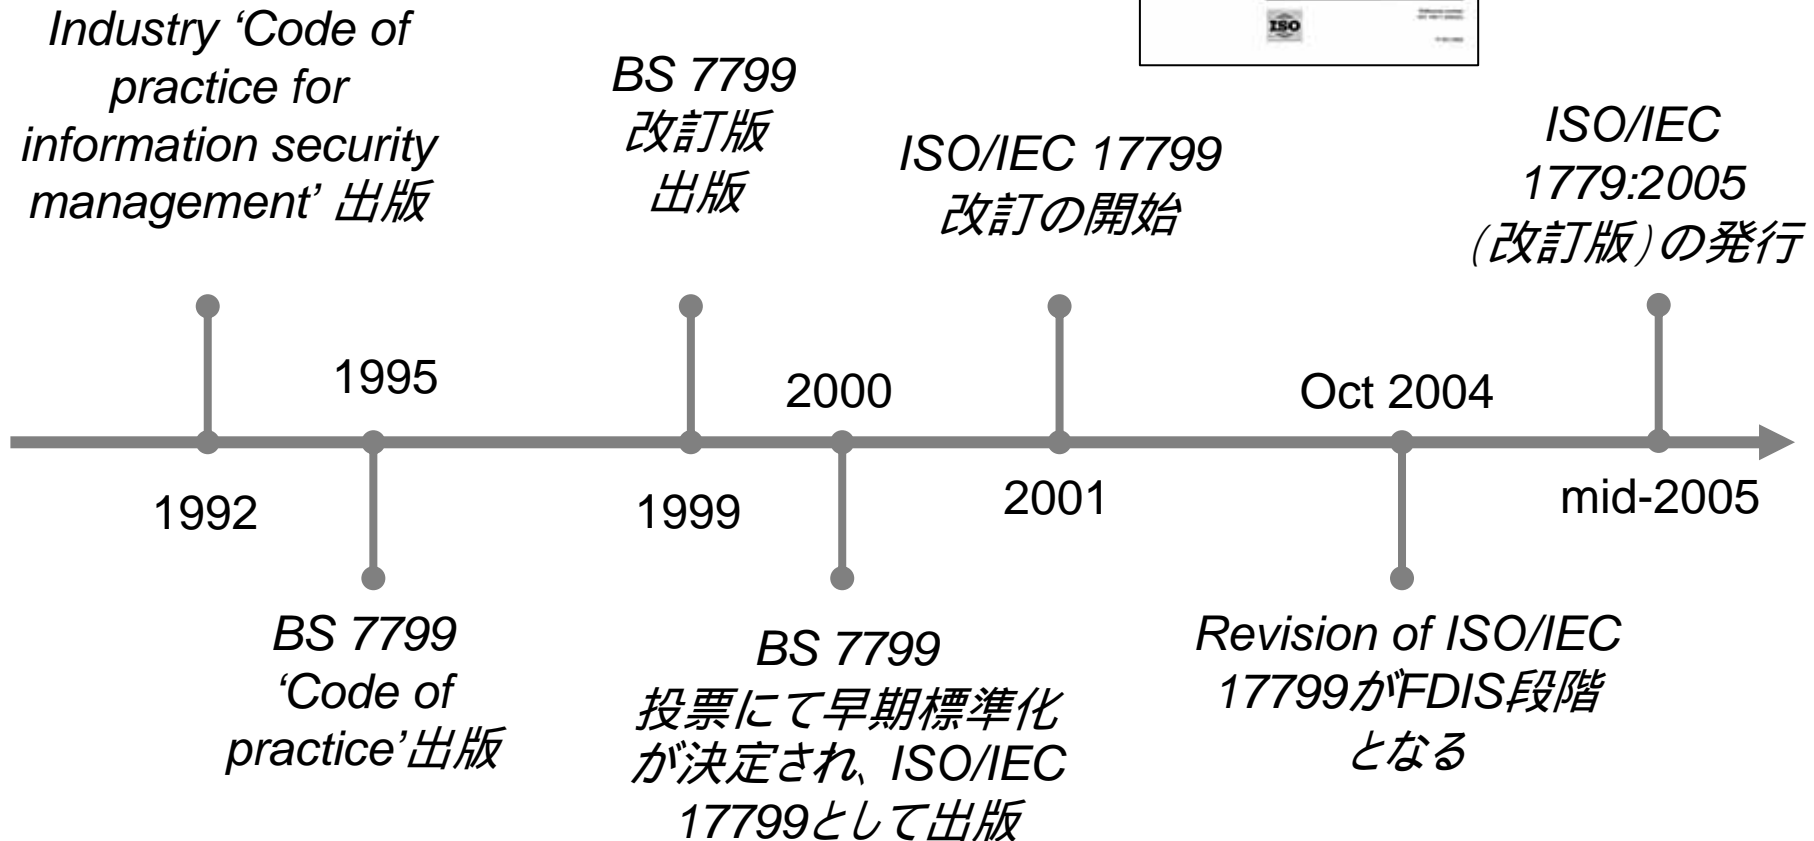 Industry ‘Code of
practice for
information security
management’ 出版
BS 7799
改訂版
出版
ISO
ISO/IEC 17799
改訂の開始
ISO/IEC
1779:2005
(改訂版)の発行
1995
2000
Oct 2004
1992
1999
2001
mid-2005
BS 7799
‘Code of
practice’出版
BS 7799
投票にて早期標準化
が決定され、ISO/IEC
17799として出版
Revision of ISO/IEC
17799がFDIS段階
となる